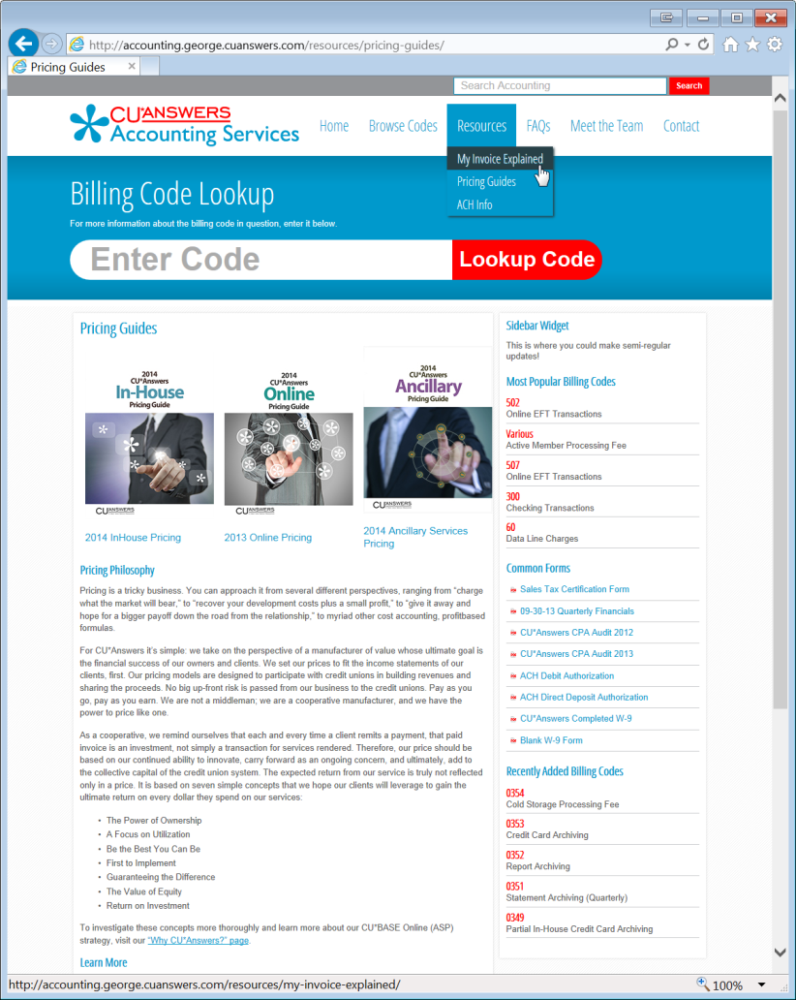 http://accounting.george.cuanswers.com/resources/pricing-guides/
Pricing Guides
Search Accounting
Search
CU*ANSWERS
Accounting Services
Home
Browse Codes
Resources
FAQs
Meet the Team
Contact
My Invoice Explained
Pricing Guides
ACH Info
Billing Code Lookup
For more information about the billing code in question, enter it below.
Enter Code
Lookup Code
Pricing Guides
2014
CU*Answers
In-House
Pricing Guide
CU*ANSWERS
2014 InHouse Pricing
2014
CU*Answers
Online
Pricing Guide
CU*ANSWERS
2013 Online Pricing
2014
CU*Answers
Ancillary
Pricing Guide
CU*ANSWERS
2014 Ancillary Services
Pricing
Pricing Philosophy
Pricing is a tricky business. You can approach it from several different perspectives, ranging from “charge
what the market will bear,” to “recover your development costs plus a small profit,” to “give it away and
hope for a bigger payoff down the road from the relationship,” to myriad other cost accounting, profitbased
formulas.
For CU*Answers it’s simple: we take on the perspective of a manufacturer of value whose ultimate goal is
the financial success of our owners and clients. We set our prices to fit the income statements of our
clients, first. Our pricing models are designed to participate with credit unions in building revenues and
sharing the proceeds. No big up-front risk is passed from our business to the credit unions. Pay as you
go, pay as you earn. We are not a middleman; we are a cooperative manufacturer, and we have the
power to price like one.
As a cooperative, we remind ourselves that each and every time a client remits a payment, that paid
invoice is an investment, not simply a transaction for services rendered. Therefore, our price should be
based on our continued ability to innovate, carry forward as an ongoing concern, and ultimately, add to
the collective capital of the credit union system. The expected return from our service is truly not reflected
only in a price. It is based on seven simple concepts that we hope our clients will leverage to gain the
ultimate return on every dollar they spend on our services:
• The Power of Ownership
• A Focus on Utilization
• Be the Best You Can Be
• First to Implement
• Guaranteeing the Difference
• The Value of Equity
• Return on Investment
To investigate these concepts more thoroughly and learn more about our CU*BASE Online (ASP)
strategy, visit our “Why CU*Answers?” page.
Learn More
Sidebar Widget
This is where you could make semi-regular
updates!
Most Popular Billing Codes
502
Online EFT Transactions
Various
Active Member Processing Fee
507
Online EFT Transactions
300
Checking Transactions
60
Data Line Charges
Common Forms
Sales Tax Certification Form
09-30-13 Quarterly Financials
CU*Answers CPA Audit 2012
CU*Answers CPA Audit 2013
ACH Debit Authorization
ACH Direct Deposit Authorization
CU*Answers Completed W-9
Blank W-9 Form
Recently Added Billing Codes
0354
Cold Storage Processing Fee
0353
Credit Card Archiving
0352
Report Archiving
0351
Statement Archiving (Quarterly)
0349
Partial In-House Credit Card Archiving
http://accounting.george.cuanswers.com/resources/my-invoice-explained/
100%